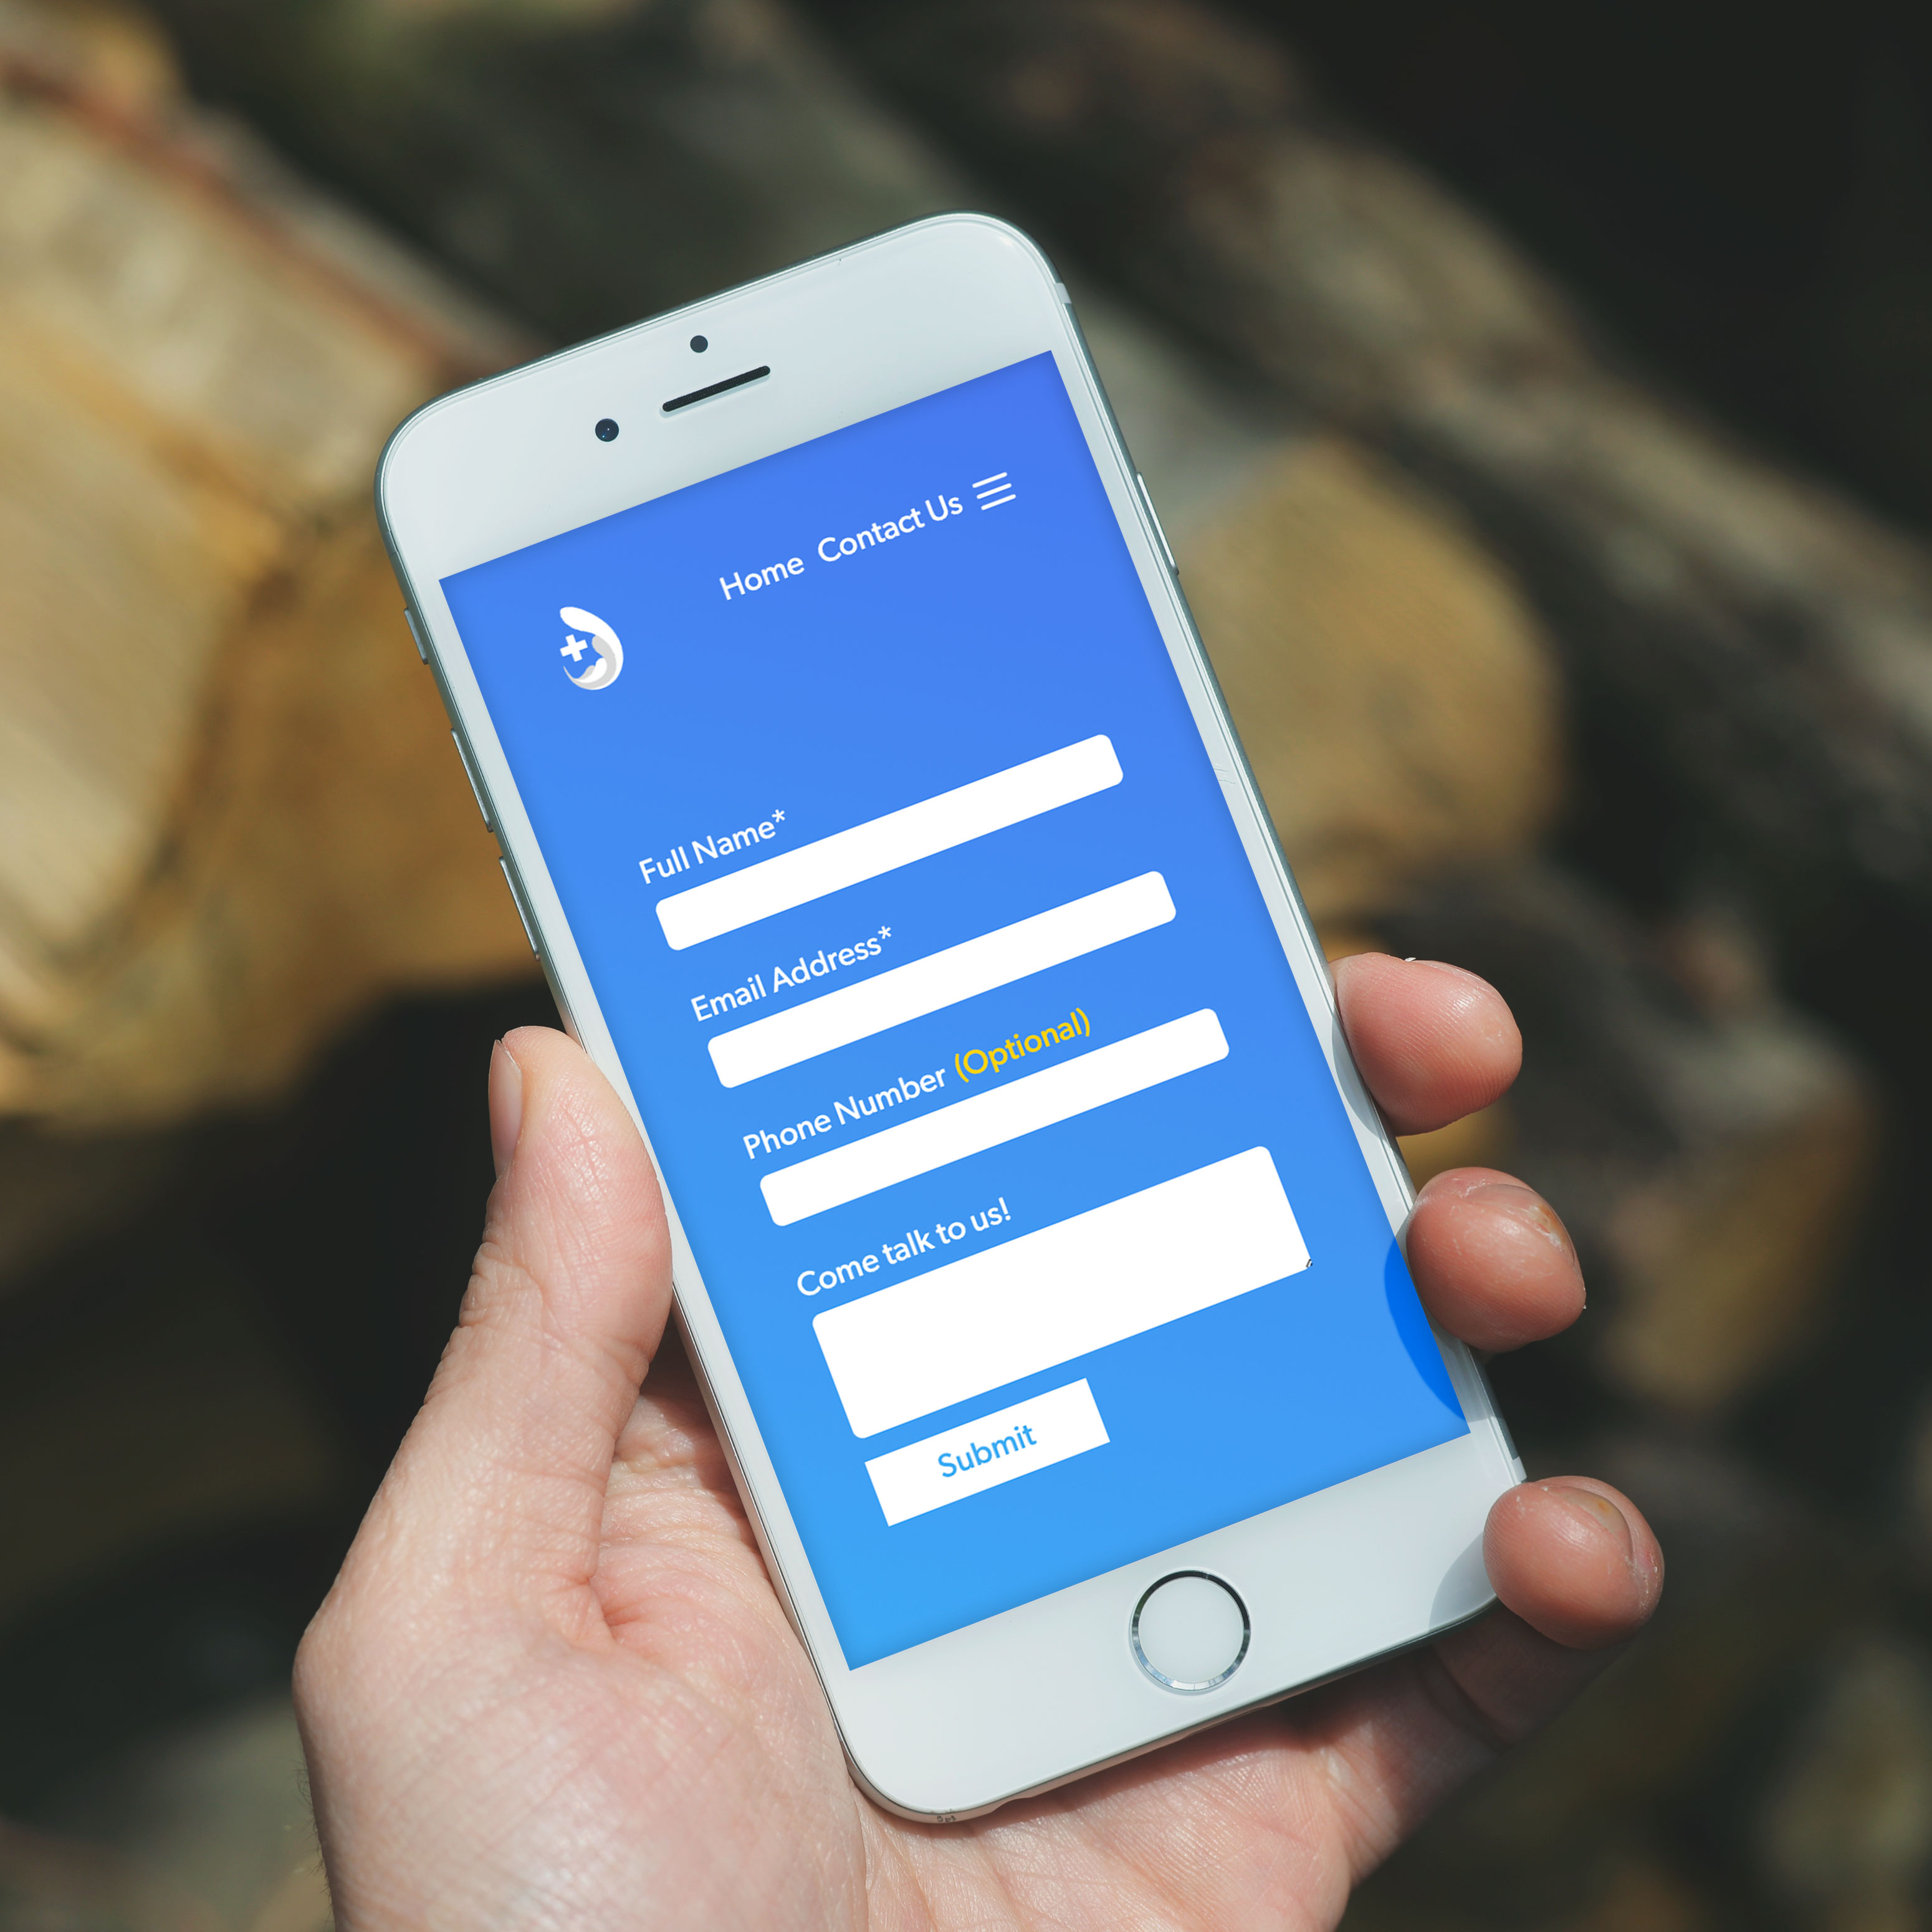 Home Contact Us
Full Name*
Email Address*
Phone Number (Optional)
Come talk to us!
Submit